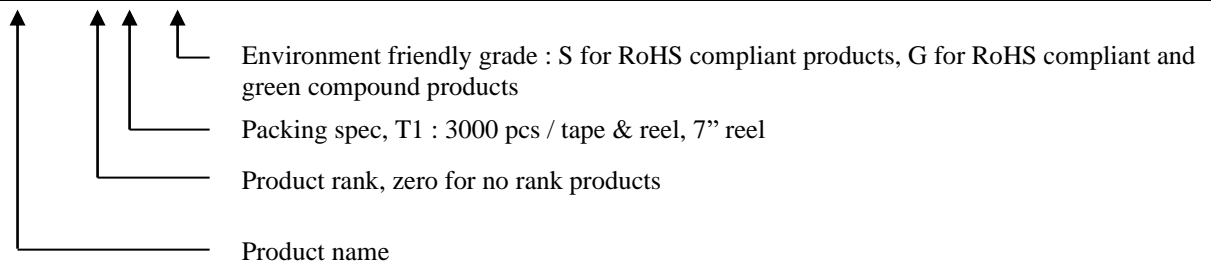 Environment friendly grade : S for RoHS compliant products, G for RoHS compliant and
green compound products
Packing spec, T1 : 3000 pcs / tape & reel, 7” reel
Product rank, zero for no rank products
Product name